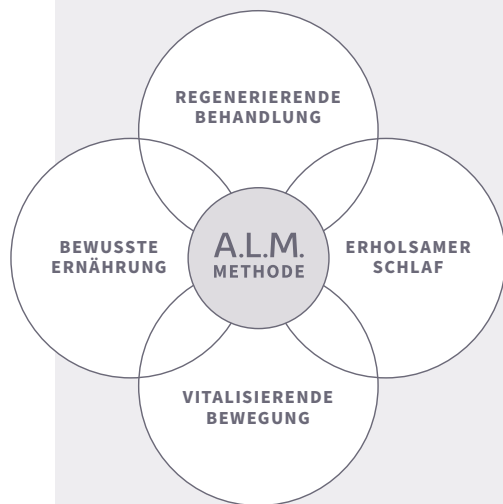 REGENERIERENDE
BEHANDLUNG
BEWUSSTE
ERNÄHRUNG
A.L.M.
METHODE
ERHOLSAMER
SCHLAF
VITALISIERENDE
BEWEGUNG